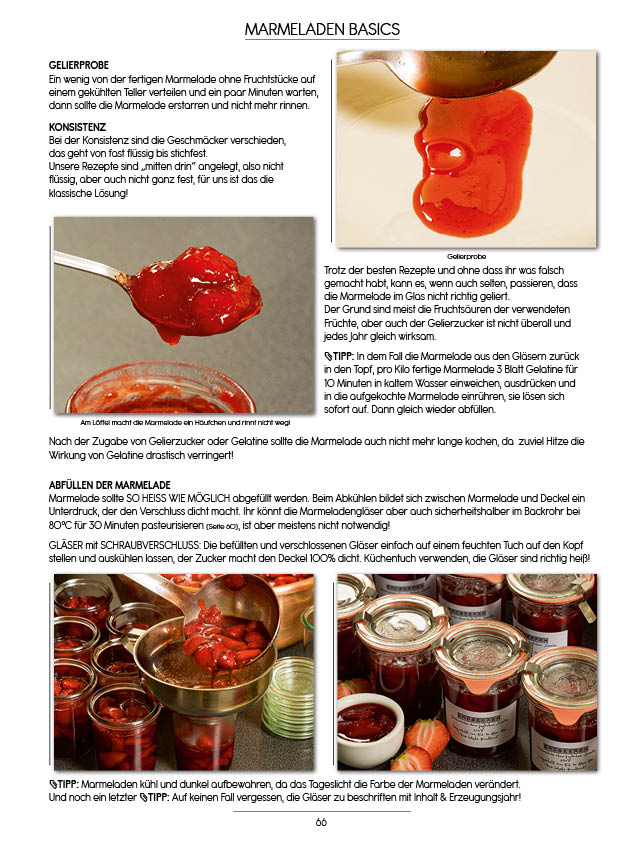 MARMELADEN BASICS
GELIERPROBE
Ein wenig von der fertigen Marmelade ohne Fruchtstücke auf
einem gekühlten Teller verteilen und ein paar Minuten warten,
dann sollte die Marmelade erstarren und nicht mehr rinnen.
KONSISTENZ
Bei der Konsistenz sind die Geschmäcker verschieden,
das geht von fast flüssig bis stichfest.
Unsere Rezepte sind „mitten drin“ angelegt, also nicht
flüssig, aber auch nicht ganz fest, für uns ist das die
klassische Lösung!
Gelierprobe
Trotz der besten Rezepte und ohne dass ihr was falsch
gemacht habt, kann es, wenn auch selten, passieren, dass
die Marmelade im Glas nicht richtig geliert.
Der Grund sind meist die Fruchtsäuren der verwendeten
Früchte, aber auch der Gelierzucker ist nicht überall und
jedes Jahr gleich wirksam.
TIPP: In dem Fall die Marmelade aus den Gläsern zurück
in den Topf, pro Kilo fertige Marmelade 3 Blatt Gelatine für
10 Minuten in kaltem Wasser einweichen, ausdrücken und
in die aufgekochte Marmelade einrühren, sie lösen sich
sofort auf. Dann gleich wieder abfüllen.
Am Löffel macht die Marmelade ein Häufchen und rinnt nicht weg!
Nach der Zugabe von Gelierzucker oder Gelatine sollte die Marmelade auch nicht mehr lange kochen, da zuviel Hitze die
Wirkung von Gelatine drastisch verringert!
ABFÜLLEN DER MARMELADE
Marmelade sollte SO HEISS WIE MÖGLICH abgefüllt werden. Beim Abkühlen bildet sich zwischen Marmelade und Deckel ein
Unterdruck, der den Verschluss dicht macht. Ihr könnt die Marmeladengläser aber auch sicherheitshalber im Backrohr bei
80°C für 30 Minuten pasteurisieren (Seite 60), ist aber meistens nicht notwendig!
GLÄSER mit SCHRAUBVERSCHLUSS: Die befüllten und verschlossenen Gläser einfach auf einem feuchten Tuch auf den Kopf
stellen und auskühlen lassen, der Zucker macht den Deckel 100% dicht. Küchentuch verwenden, die Gläser sind richtig heiß!
ERDBEEREN
ERDBEEREN
ERDBEEREN
TIPP: Marmeladen kühl und dunkel aufbewahren, da das Tageslicht die Farbe der Marmeladen verändert.
Und noch ein letzter TIPP: Auf keinen Fall vergessen, die Gläser zu beschriften mit Inhalt & Erzeugungsjahr!
66